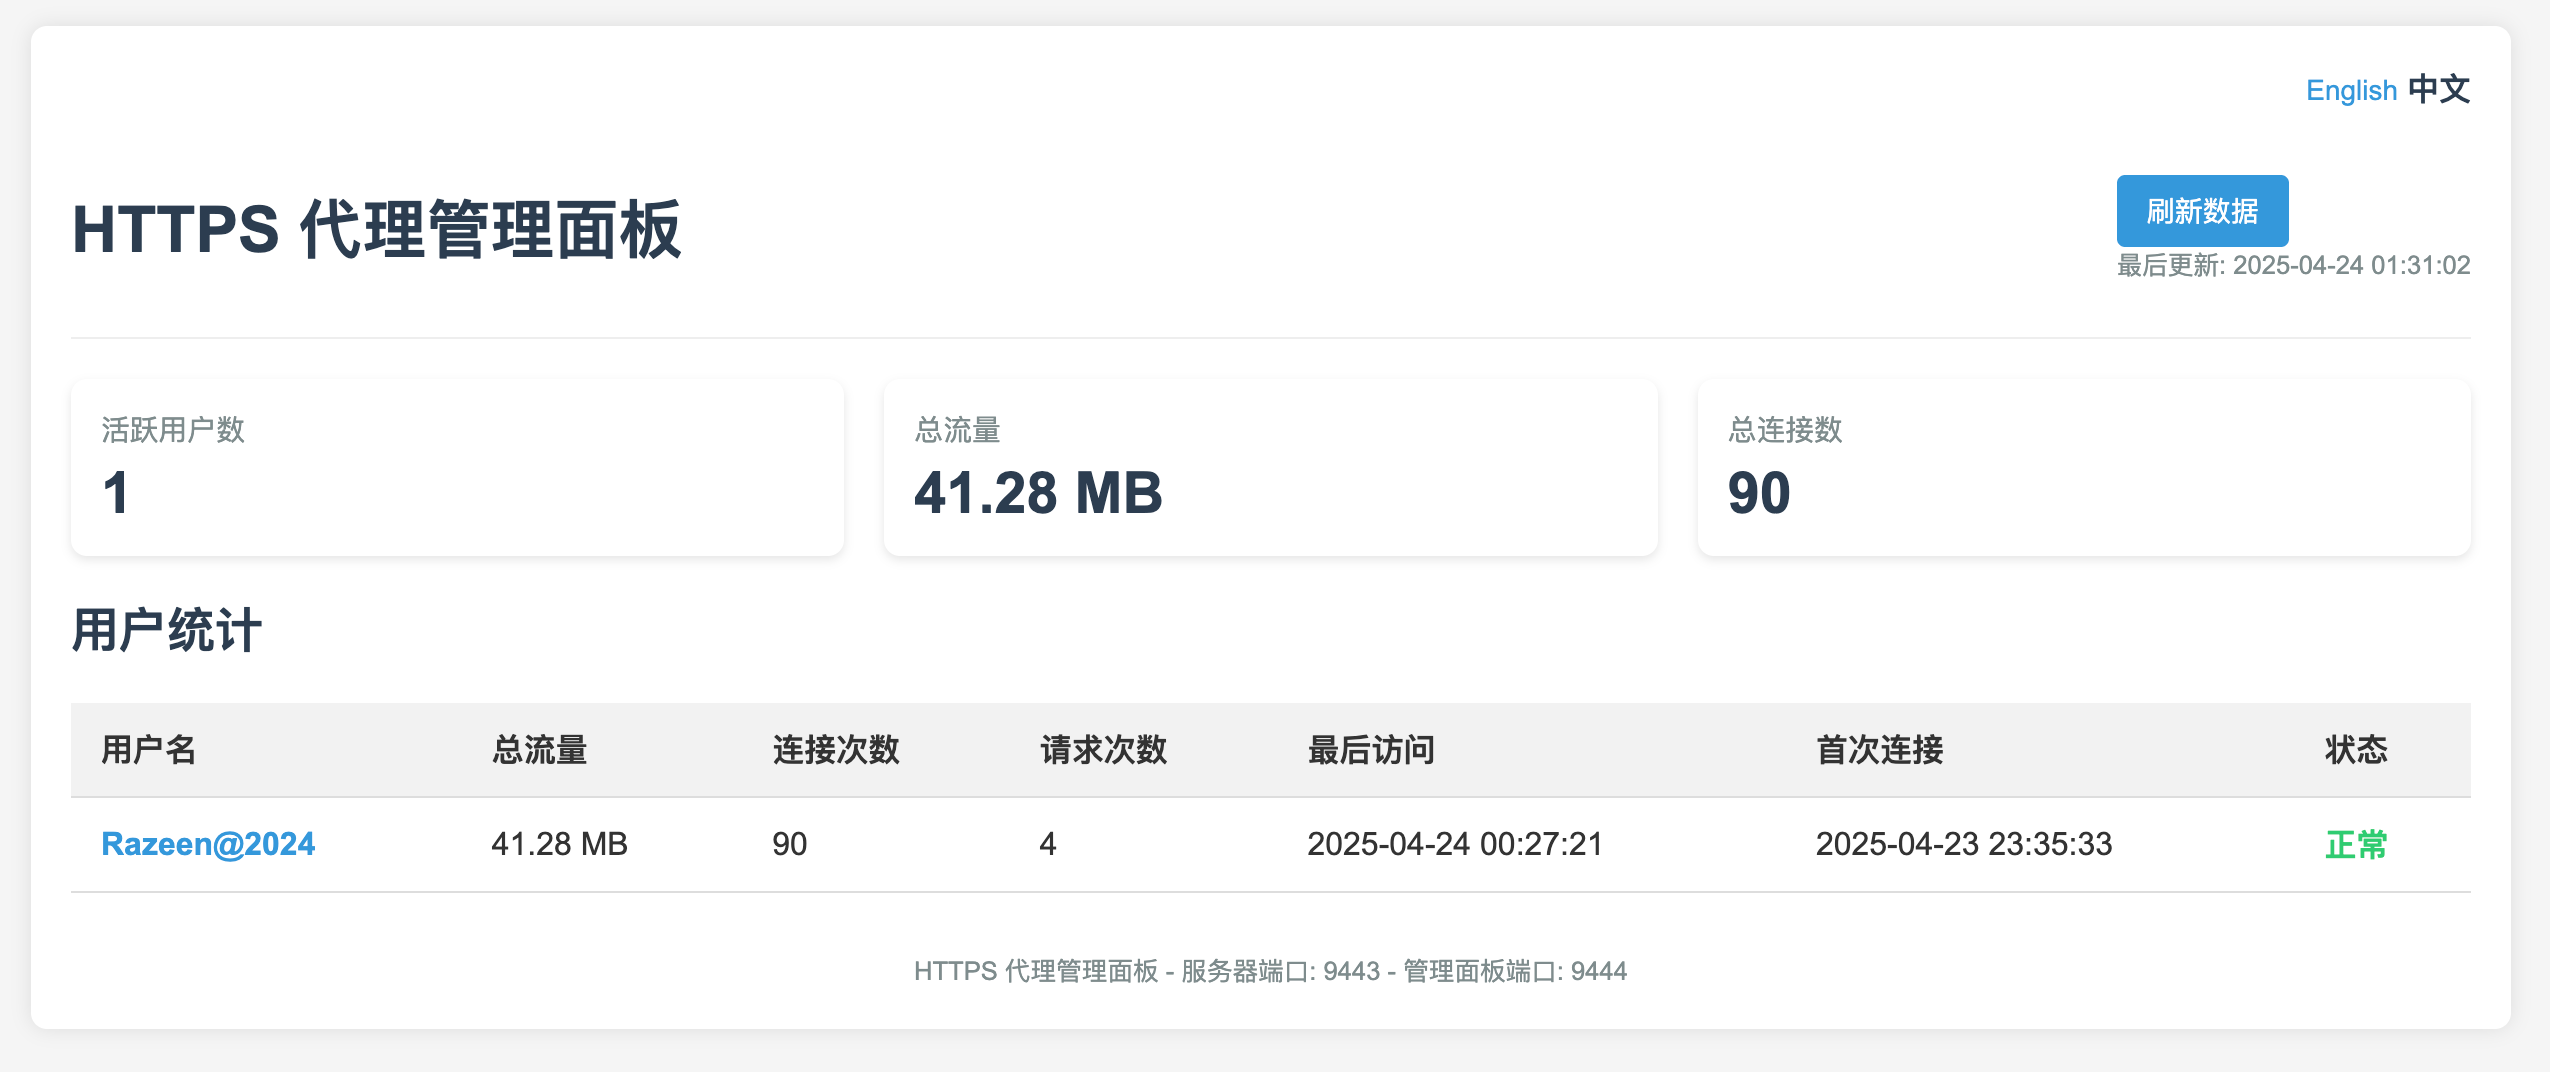 English 中文
HTTPS 代理管理面板
刷新数据
最后更新: 2025-04-24 01:31:02
活跃用户数
1
总流量
41.28 MB
总连接数
90
用户统计
用户名 总流量 连接次数 请求次数 最后访问 首次连接 状态
Razeen@2024 41.28 MB 90 4 2025-04-24 00:27:21 2025-04-23 23:35:33 正常
HTTPS 代理管理面板 - 服务器端口: 9443 - 管理面板端口: 9444